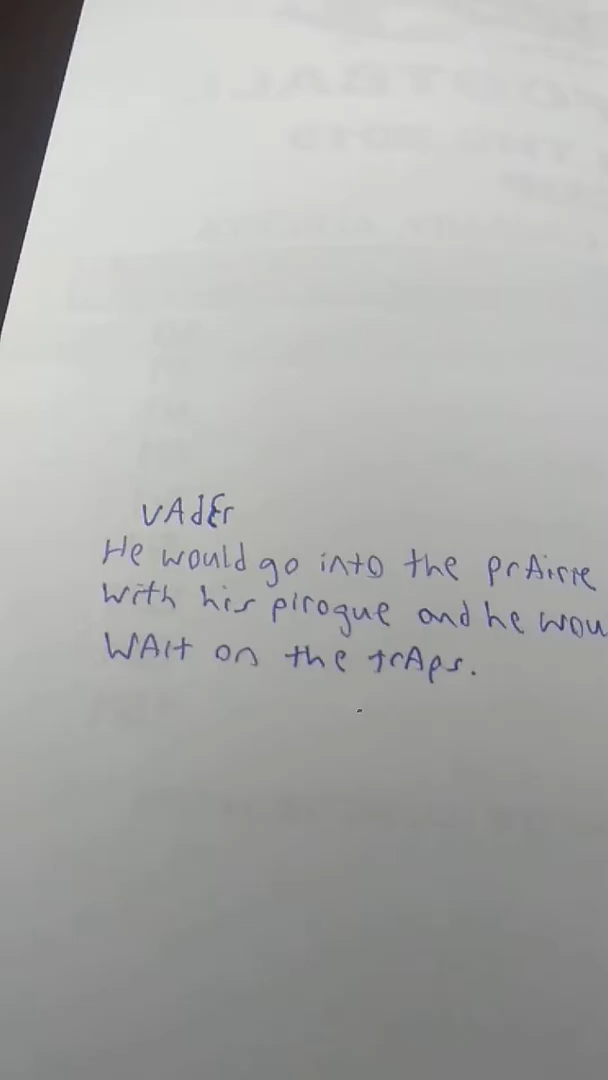 VAdEr
He would go into the prAirie
With his pirogue and he wou
WAit on the trAps.